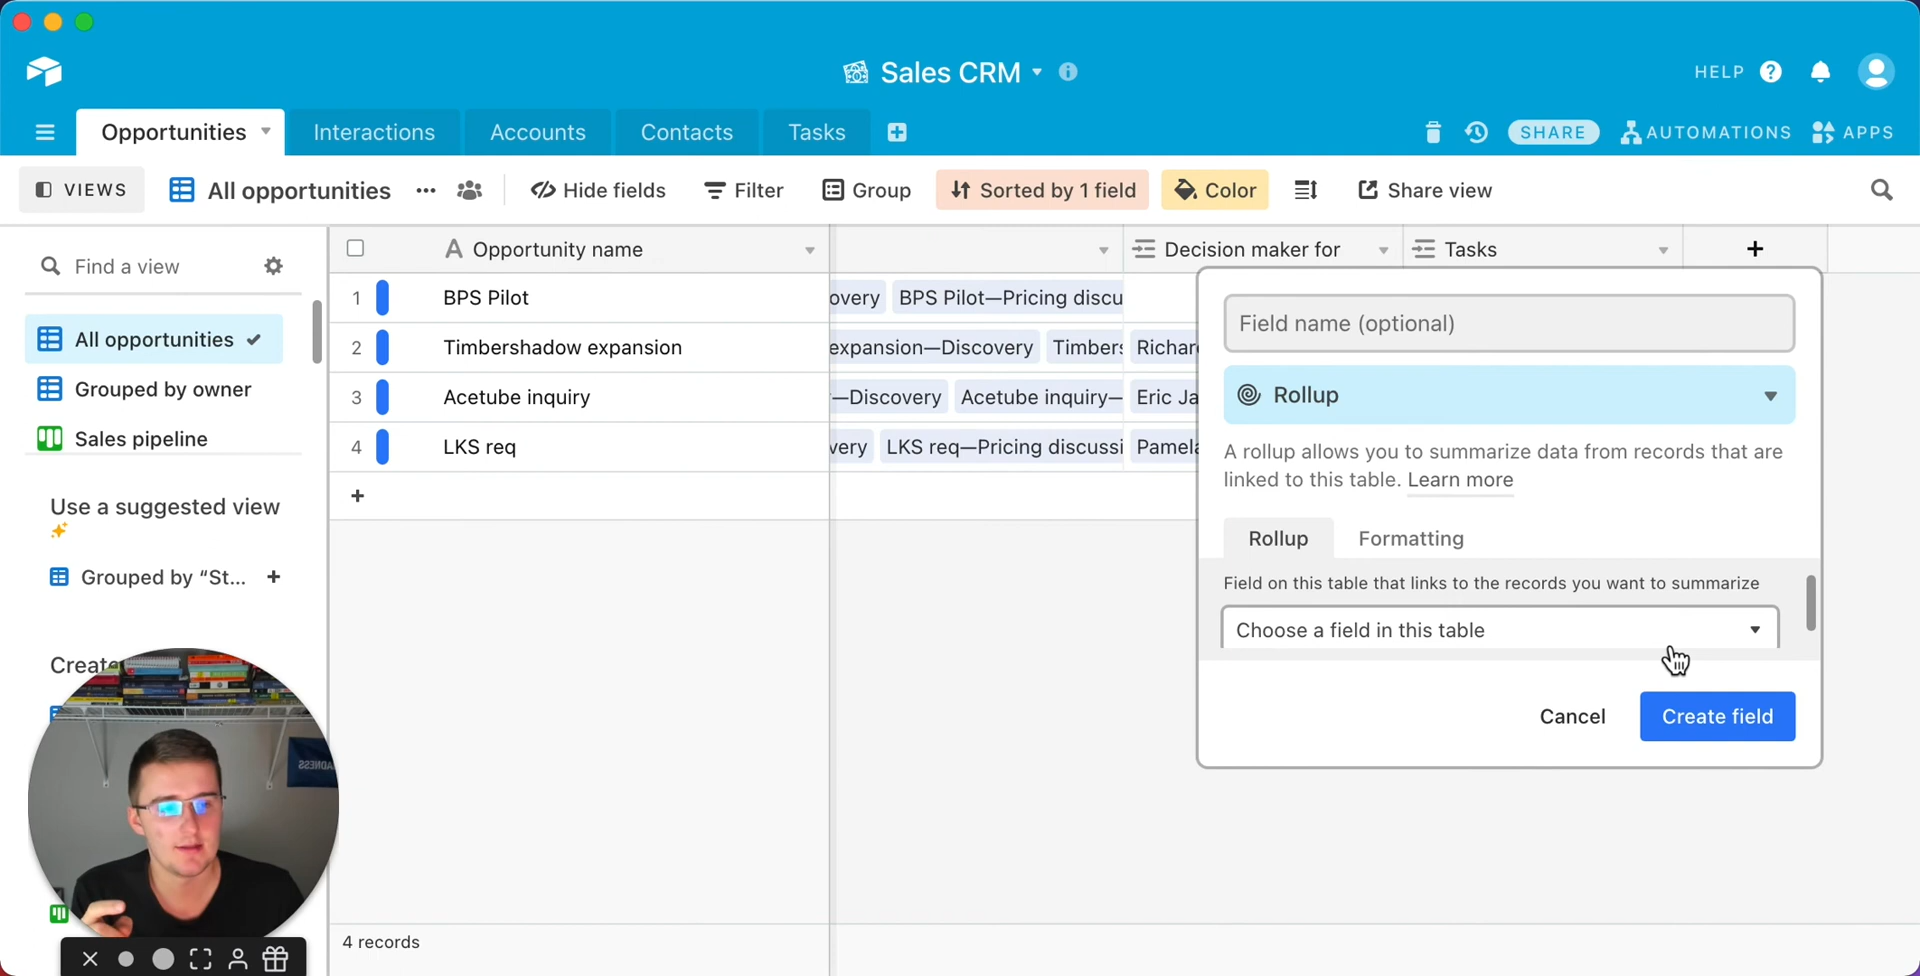 Sales CRM
HELP
Opportunities
Interactions
Accounts
Contacts
Tasks
SHARE
AUTOMATIONS
APPS
VIEWS
All opportunities
Hide fields
Filter
Group
Sorted by 1 field
Color
Share view
Find a view
All opportunities
Grouped by owner
Sales pipeline
Use a suggested view
Grouped by “St...
Create
Opportunity name
Decision maker for
Tasks
1 BPS Pilot overy BPS Pilot—Pricing discu
2 Timbershadow expansion expansion—Discovery Timbers Richar
3 Acetube inquiry —Discovery Acetube inquiry— Eric Ja
4 LKS req very LKS req—Pricing discussi Pamela
4 records
Field name (optional)
Rollup
A rollup allows you to summarize data from records that are
linked to this table. Learn more
Rollup
Formatting
Field on this table that links to the records you want to summarize
Choose a field in this table
Cancel
Create field